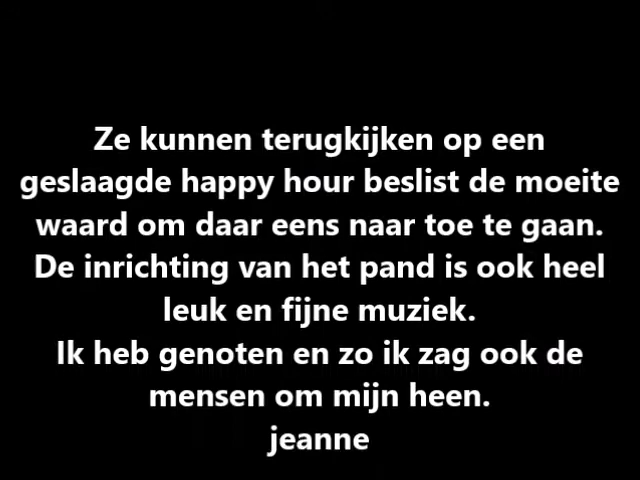 Ze kunnen terugkijken op een
geslaagde happy hour beslist de moeite
waard om daar eens naar toe te gaan.
De inrichting van het pand is ook heel
leuk en fijne muziek.
Ik heb genoten en zo ik zag ook de
mensen om mijn heen.
jeanne